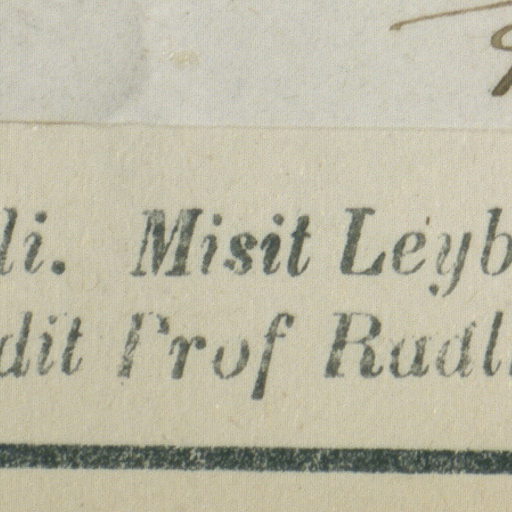 li. Misit Leyb
dit Prof Radl